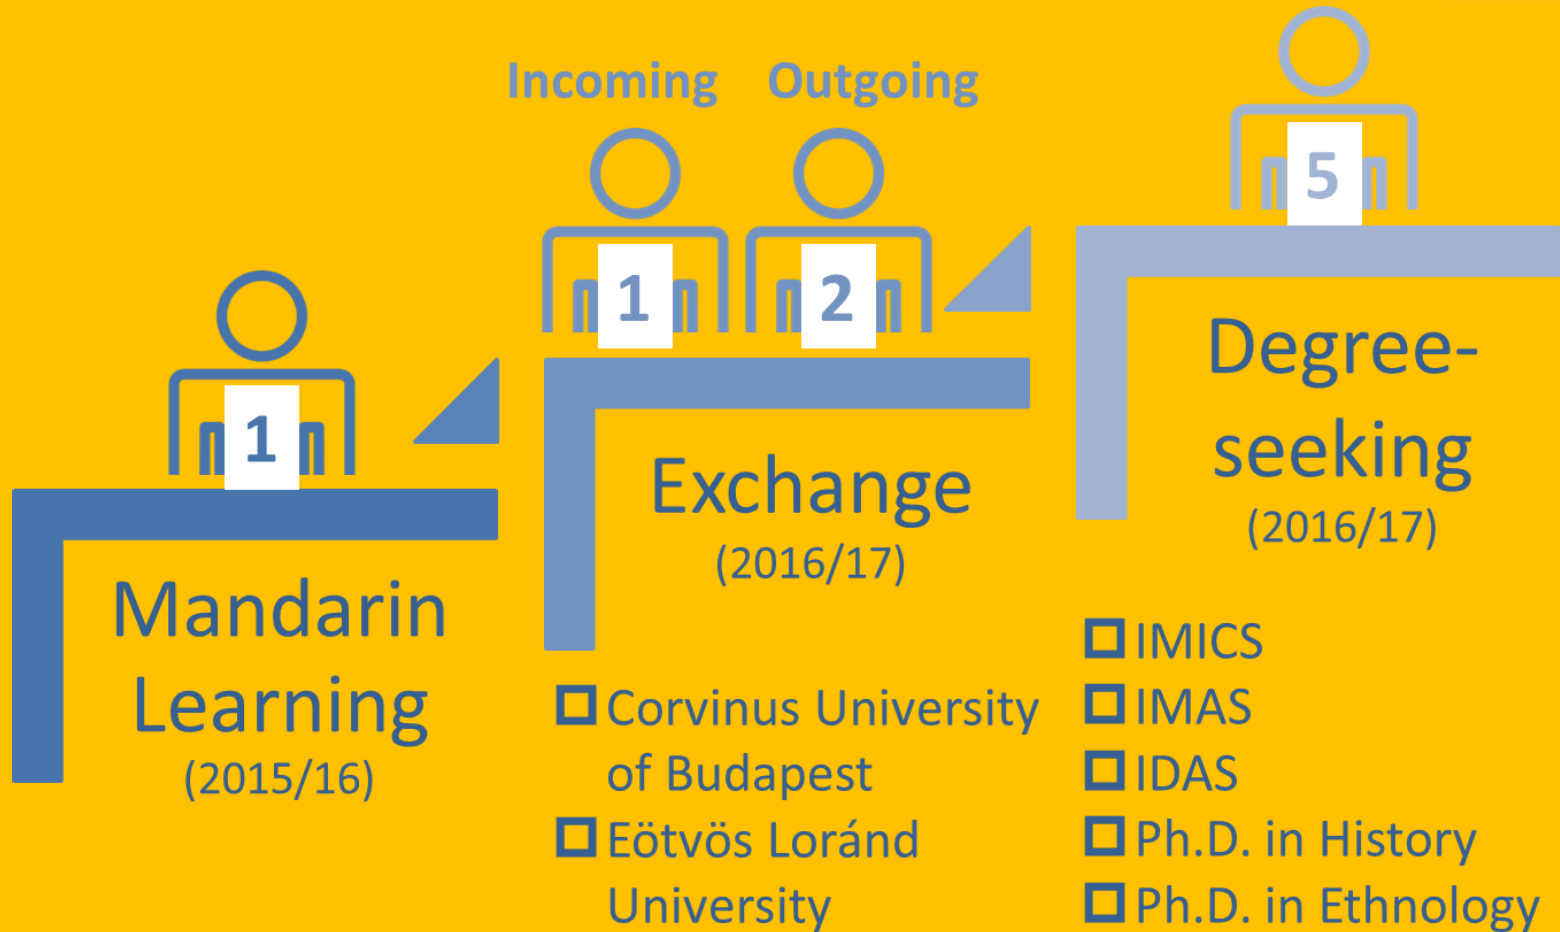 1
Mandarin
Learning
(2015/16)
Incoming
Outgoing
1
2
Exchange
(2016/17)
Corvinus University
of Budapest
Eötvös Loránd
University
5
Degree-
seeking
(2016/17)
IMICS
IMAS
IDAS
Ph.D. in History
Ph.D. in Ethnology